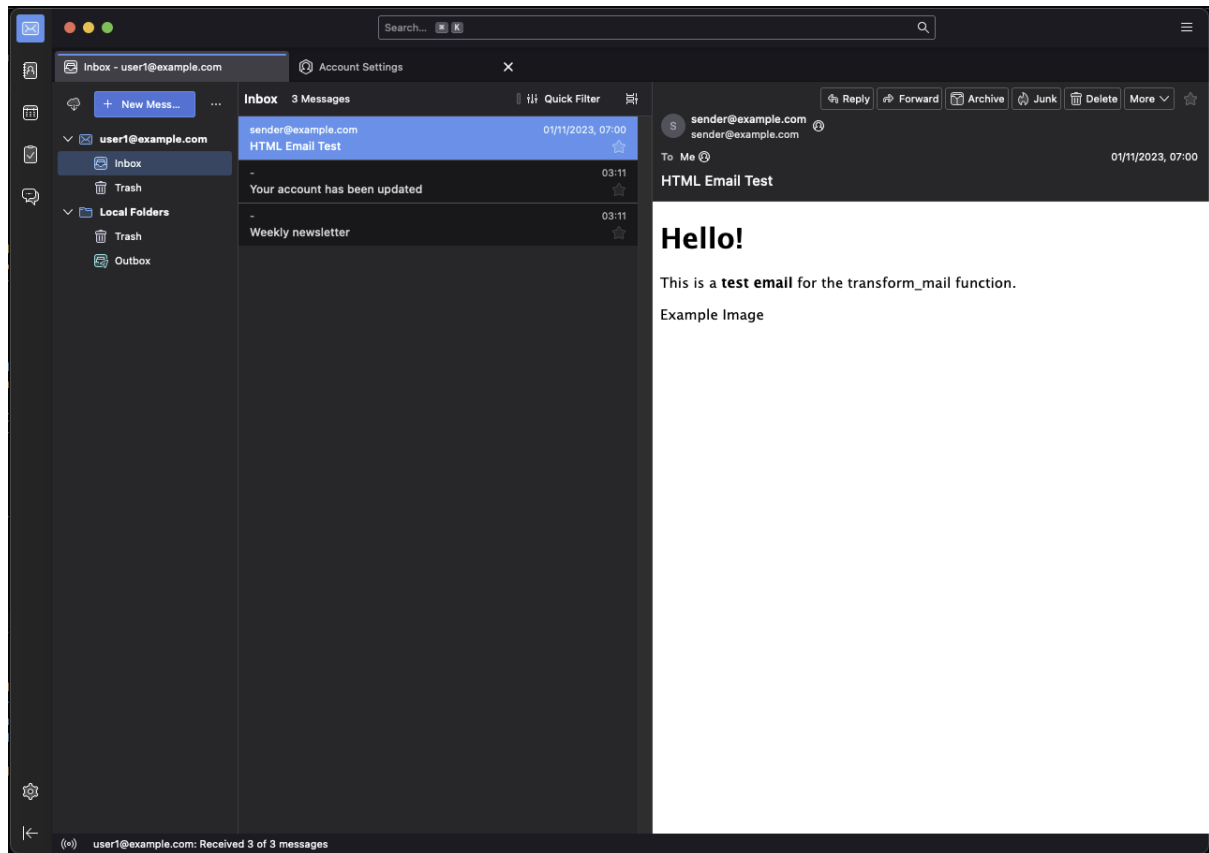 Search... ⌘ K
Inbox - user1@example.com
Account Settings
+ New Mess...
user1@example.com
Inbox
Trash
Local Folders
Trash
Outbox
Inbox 3 Messages Quick Filter
sender@example.com 01/11/2023, 07:00
HTML Email Test
- 03:11
Your account has been updated
- 03:11
Weekly newsletter
Reply Forward Archive Junk Delete More
S
sender@example.com
sender@example.com
To Me 01/11/2023, 07:00
HTML Email Test
Hello!
This is a test email for the transform_mail function.
Example Image
user1@example.com: Received 3 of 3 messages